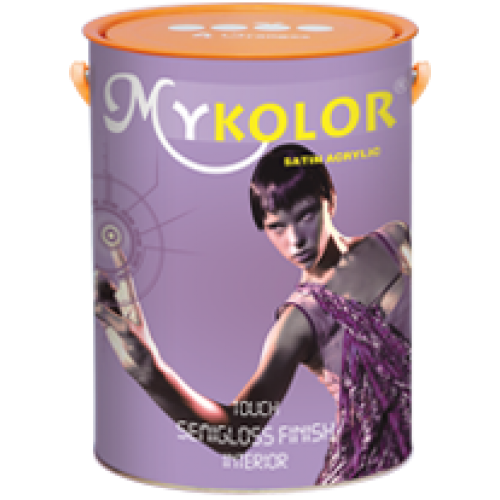 MYKOLOR®
SATIN ACRYLIC
TOUCH
SEMIGLOSS FINISH
INTERIOR